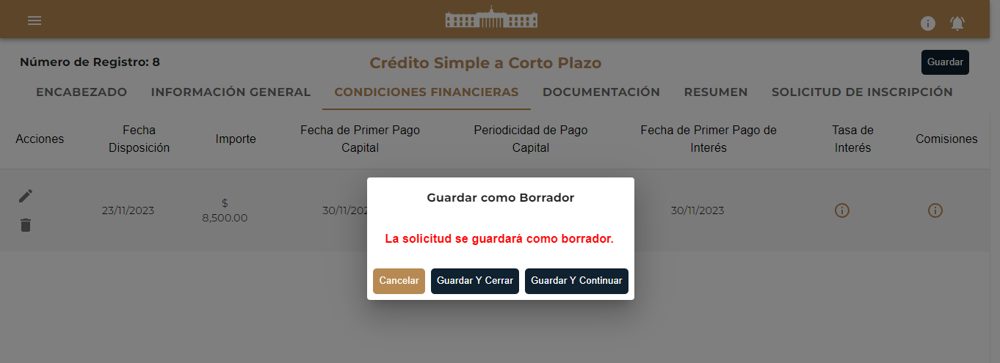 Número de Registro: 8
Crédito Simple a Corto Plazo
Guardar
ENCABEZADO
INFORMACIÓN GENERAL
CONDICIONES FINANCIERAS
DOCUMENTACIÓN
RESUMEN
SOLICITUD DE INSCRIPCIÓN
Acciones
Fecha
Disposición
Importe
Fecha de Primer Pago
Capital
Periodicidad de Pago
Capital
Fecha de Primer Pago de
Interés
Tasa de
Interés
Comisiones
23/11/2023
$
8,500.00
30/11/202
30/11/2023
Guardar como Borrador
La solicitud se guardará como borrador.
Cancelar
Guardar Y Cerrar
Guardar Y Continuar